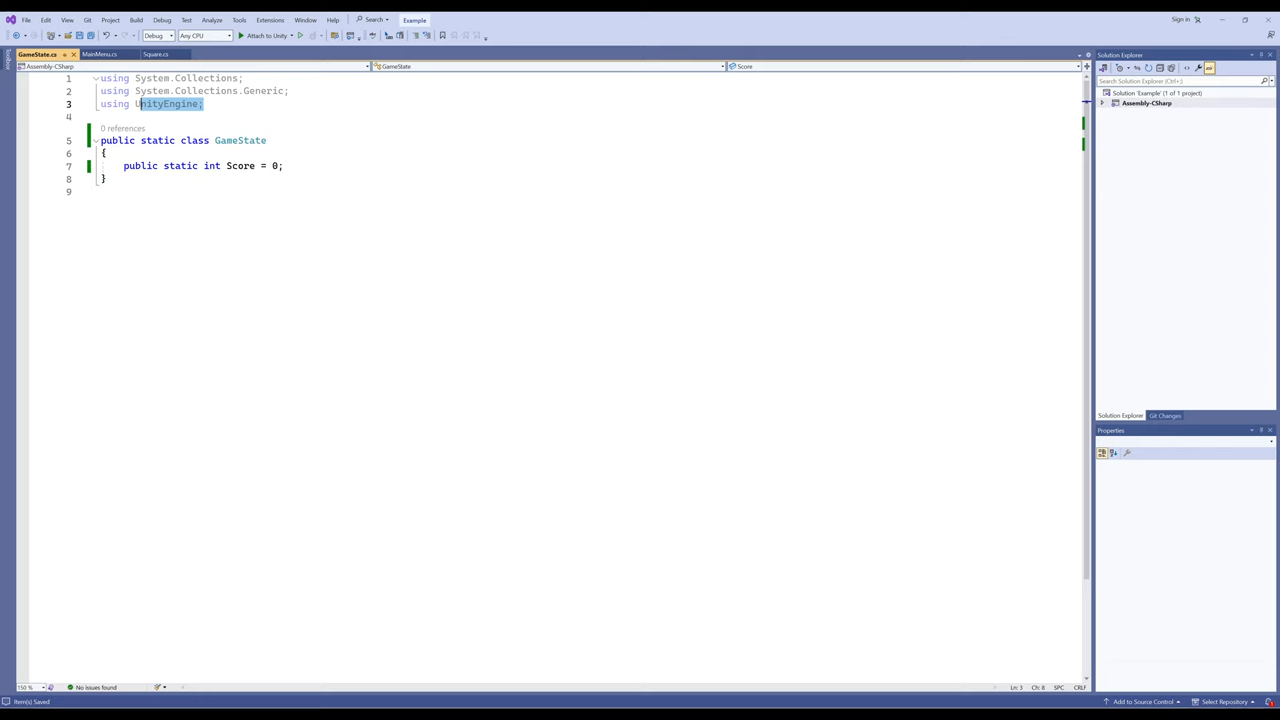 File Edit View Git Project Build Debug Test Analyze Tools Extensions Window Help Search Example Sign in
Debug Any CPU Attach to Unity
GameState.cs MainMenu.cs Square.cs
Toolbox
Assembly-CSharp GameState Score
1 using System.Collections;
2 using System.Collections.Generic;
3 using UnityEngine;
4
0 references
5 public static class GameState
6 {
7 public static int Score = 0;
8 }
9
Solution Explorer
Search Solution Explorer (Ctrl+;)
Solution 'Example' (1 of 1 project)
Assembly-CSharp
Solution Explorer Git Changes
Properties
150 % No issues found Ln: 3 Ch: 8 SPC CRLF
Item(s) Saved Add to Source Control Select Repository